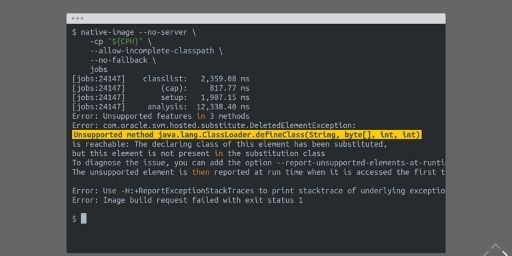 $ native-image --no-server \
-cp "${CPH}" \
--allow-incomplete-classpath \
--no-fallback \
jobs
[jobs:24147] classlist: 2,359.08 ms
[jobs:24147] (cap): 817.77 ms
[jobs:24147] setup: 1,907.15 ms
[jobs:24147] analysis: 12,338.40 ms
Error: Unsupported features in 3 methods
Error: com.oracle.svm.hosted.substitute.DeletedElementException:
Unsupported method java.lang.ClassLoader.defineClass(String, byte[], int, int)
is reachable: The declaring class of this element has been substituted,
but this element is not present in the substitution class
To diagnose the issue, you can add the option --report-unsupported-elements-at-runti
The unsupported element is then reported at run time when it is accessed the first t
Error: Use -H:+ReportExceptionStackTraces to print stacktrace of underlying exceptio
Error: Image build request failed with exit status 1
$